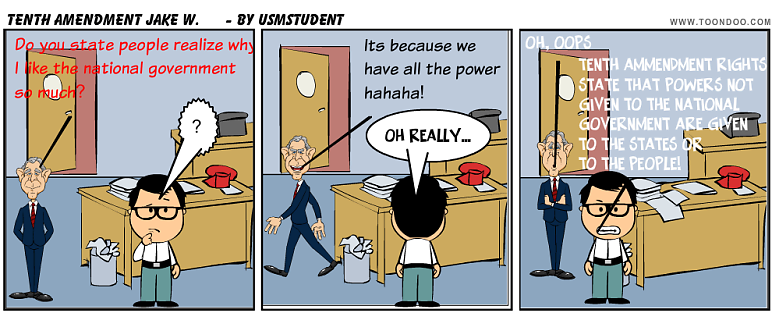 TENTH AMENDMENT JAKE W. - BY USMSTUDENT
WWW.TOONDOO.COM
Do you state people realize why
I like the national government
so much?
?
Its because we
have all the power
hahaha!
OH REALLY...
OH, OOPS
TENTH AMMENDMENT RIGHTS
STATE THAT POWERS NOT
GIVEN TO THE NATIONAL
GOVERNMENT ARE GIVEN
TO THE STATES OR
TO THE PEOPLE!